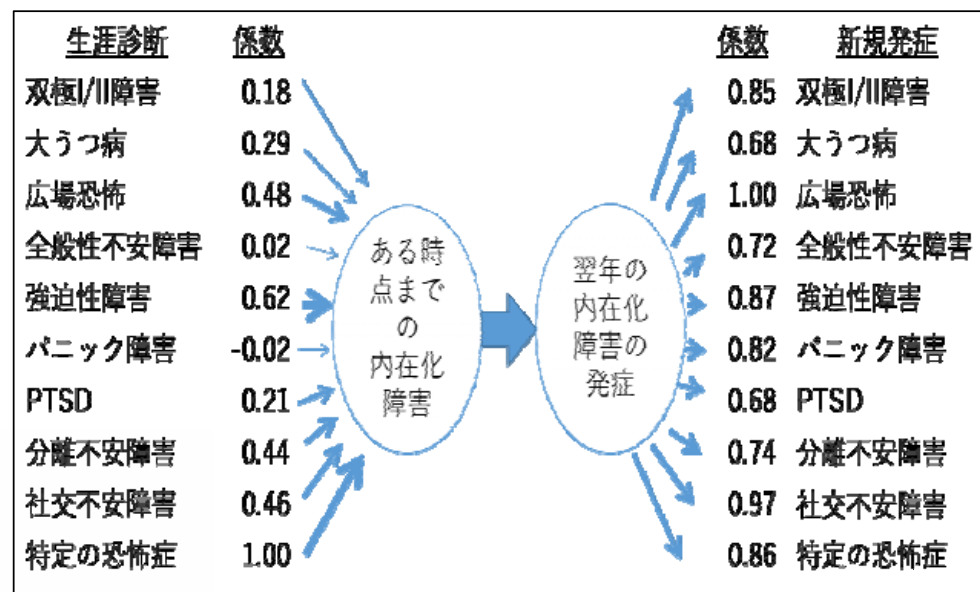 生涯診断 係数 係数 新規発症
双極I/II障害 0.18 0.85 双極I/II障害
大うつ病 0.29 0.68 大うつ病
広場恐怖 0.48 1.00 広場恐怖
全般性不安障害 0.02 0.72 全般性不安障害
強迫性障害 0.62 0.87 強迫性障害
パニック障害 -0.02 0.82 パニック障害
PTSD 0.21 0.68 PTSD
分離不安障害 0.44 0.74 分離不安障害
社交不安障害 0.46 0.97 社交不安障害
特定の恐怖症 1.00 0.86 特定の恐怖症
ある時
点まで
の
内在化
障害
翌年の
内在化
障害の
発症